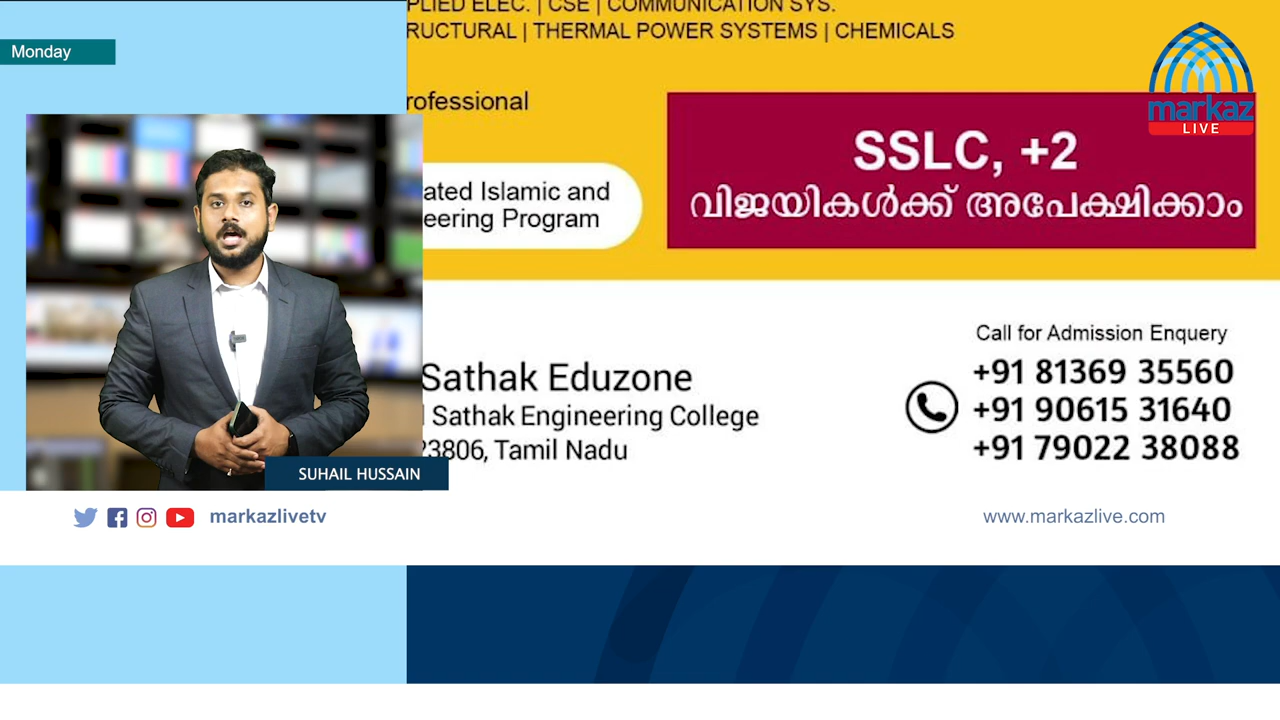 PLIED ELEC. | CSE | COMMUNICATION SYS.
RUCTURAL | THERMAL POWER SYSTEMS | CHEMICALS
Monday
markaz
LIVE
rofessional
SSLC, +2
വിജയികൾക്ക് അപേക്ഷിക്കാം
ated Islamic and
eering Program
Call for Admission Enquery
+91 81369 35560
+91 90615 31640
+91 79022 38088
Sathak Eduzone
l Sathak Engineering College
23806, Tamil Nadu
SUHAIL HUSSAIN
markazlivetv
www.markazlive.com